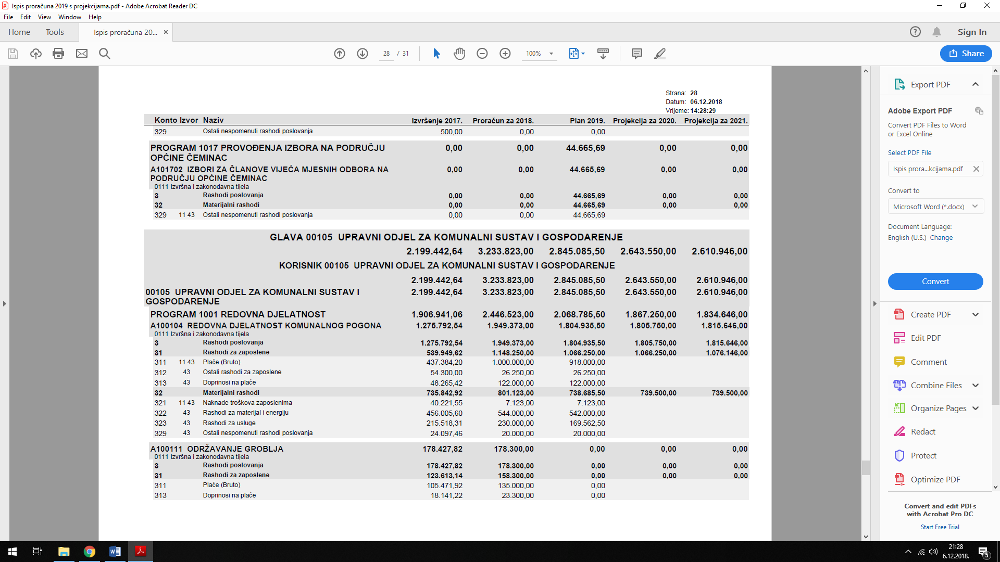 Ispis proračuna 2019 s projekcijama.pdf - Adobe Acrobat Reader DC
File Edit View Window Help
Home Tools Ispis proračuna 20... × Sign In
28 / 31 100% Share
Strana: 28
Datum: 06.12.2018
Vrijeme: 14:28:29
Konto Izvor Naziv Izvršenje 2017. Proračun za 2018. Plan 2019. Projekcija za 2020. Projekcija za 2021.
329 Ostali nespomenuti rashodi poslovanja 500,00 0,00 0,00
PROGRAM 1017 PROVOĐENJA IZBORA NA PODRUČJU 0,00 0,00 44.665,69 0,00 0,00
OPĆINE ČEMINAC
A101702 IZBORI ZA ČLANOVE VIJEĆA MJESNIH ODBORA NA 0,00 0,00 44.665,69 0,00 0,00
PODRUČJU OPĆINE ČEMINAC
0111 Izvršna i zakonodavna tijela
3 Rashodi poslovanja 0,00 0,00 44.665,69 0,00 0,00
32 Materijalni rashodi 0,00 0,00 44.665,69 0,00 0,00
329 11 43 Ostali nespomenuti rashodi poslovanja 0,00 0,00 44.665,69
GLAVA 00105 UPRAVNI ODJEL ZA KOMUNALNI SUSTAV I GOSPODARENJE
2.199.442,64 3.233.823,00 2.845.085,50 2.643.550,00 2.610.946,00
KORISNIK 00105 UPRAVNI ODJEL ZA KOMUNALNI SUSTAV I GOSPODARENJE
2.199.442,64 3.233.823,00 2.845.085,50 2.643.550,00 2.610.946,00
00105 UPRAVNI ODJEL ZA KOMUNALNI SUSTAV I 2.199.442,64 3.233.823,00 2.845.085,50 2.643.550,00 2.610.946,00
GOSPODARENJE
PROGRAM 1001 REDOVNA DJELATNOST 1.906.941,06 2.446.523,00 2.068.785,50 1.867.250,00 1.834.646,00
A100104 REDOVNA DJELATNOST KOMUNALNOG POGONA 1.275.792,54 1.949.373,00 1.804.935,50 1.805.750,00 1.815.646,00
0111 Izvršna i zakonodavna tijela
3 Rashodi poslovanja 1.275.792,54 1.949.373,00 1.804.935,50 1.805.750,00 1.815.646,00
31 Rashodi za zaposlene 539.949,62 1.148.250,00 1.066.250,00 1.066.250,00 1.076.146,00
311 11 43 Plaće (Bruto) 437.384,20 1.000.000,00 918.000,00
312 43 Ostali rashodi za zaposlene 54.300,00 26.250,00 26.250,00
313 43 Doprinosi na plaće 48.265,42 122.000,00 122.000,00
32 Materijalni rashodi 735.842,92 801.123,00 738.685,50 739.500,00 739.500,00
321 11 43 Naknade troškova zaposlenima 40.221,55 7.123,00 7.123,00
322 43 Rashodi za materijal i energiju 456.005,60 544.000,00 542.000,00
323 43 Rashodi za usluge 215.518,31 230.000,00 169.562,50
329 43 Ostali nespomenuti rashodi poslovanja 24.097,46 20.000,00 20.000,00
A100111 ODRŽAVANJE GROBLJA 178.427,82 178.300,00 0,00 0,00 0,00
0111 Izvršna i zakonodavna tijela
3 Rashodi poslovanja 178.427,82 178.300,00 0,00 0,00 0,00
31 Rashodi za zaposlene 123.613,14 158.300,00 0,00 0,00 0,00
311 Plaće (Bruto) 105.471,92 135.000,00 0,00
313 Doprinosi na plaće 18.141,22 23.300,00 0,00
Export PDF
Adobe Export PDF
Convert PDF Files to Word
or Excel Online
Select PDF File
Ispis prora...kcijama.pdf
Convert to
Microsoft Word (*.docx)
Document Language:
English (U.S.) Change
Convert
Create PDF
Edit PDF
Comment
Combine Files
Organize Pages
Redact
Protect
Optimize PDF
Convert and edit PDFs
with Acrobat Pro DC
Start Free Trial
21:28
6.12.2018.
5